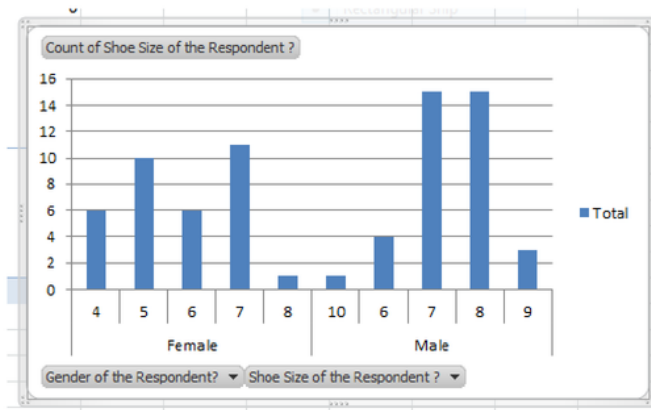 Rectangular Ship
Count of Shoe Size of the Respondent ?
16
14
12
10
8
6
4
2
0
Total
4 5 6 7 8 10 6 7 8 9
Female Male
Gender of the Respondent? Shoe Size of the Respondent ?